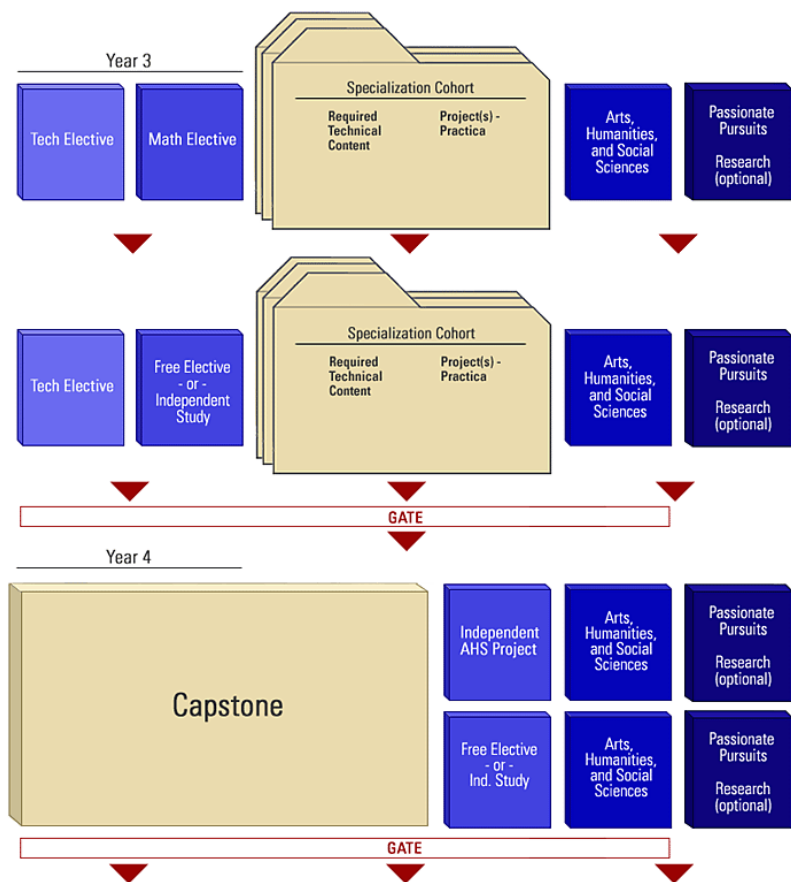 Year 3
Tech Elective
Math Elective
Specialization Cohort
Required
Technical
Content
Project(s) -
Practica
Arts,
Humanities,
and Social
Sciences
Passionate
Pursuits
Research
(optional)
Tech Elective
Free Elective
- or -
Independent
Study
Specialization Cohort
Required
Technical
Content
Project(s) -
Practica
Arts,
Humanities,
and Social
Sciences
Passionate
Pursuits
Research
(optional)
GATE
Year 4
Capstone
Independent
AHS Project
Arts,
Humanities,
and Social
Sciences
Passionate
Pursuits
Research
(optional)
Free Elective
- or -
Ind. Study
Arts,
Humanities,
and Social
Sciences
Passionate
Pursuits
Research
(optional)
GATE